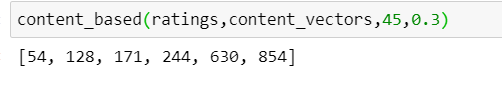 content_based(ratings,content_vectors,45,0.3)
[54, 128, 171, 244, 630, 854]